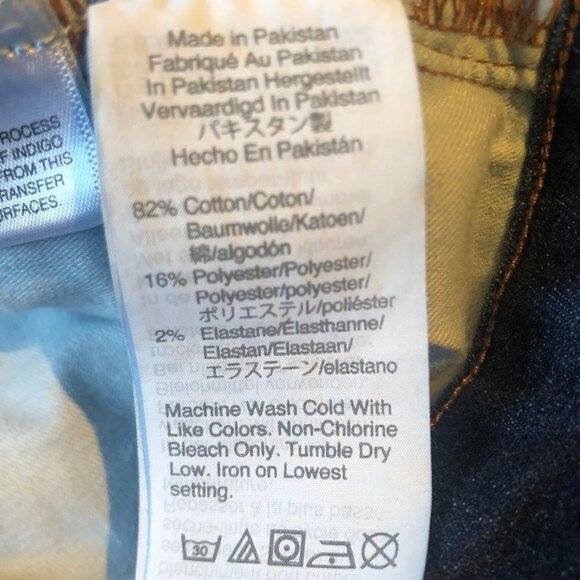 ROCESS
F INDIGO
FROM THIS
RANSFER
RFACES
Made in Pakistan
Fabriqué Au Pakistan
In Pakistan Hergestellt
Vervaardigd In Pakistan
パキスタン製
Hecho En Pakistán
82% Cotton/Coton/
Baumwolle/Katoen/
綿/algodón
16% Polyester/Polyester/
Polyester/polyester/
ポリエステル/poliéster
2% Elastane/Élasthanne/
Elastan/Elastaan/
エラステーン/elastano
Machine Wash Cold With
Like Colors. Non-Chlorine
Bleach Only. Tumble Dry
Low. Iron on Lowest
setting.
30